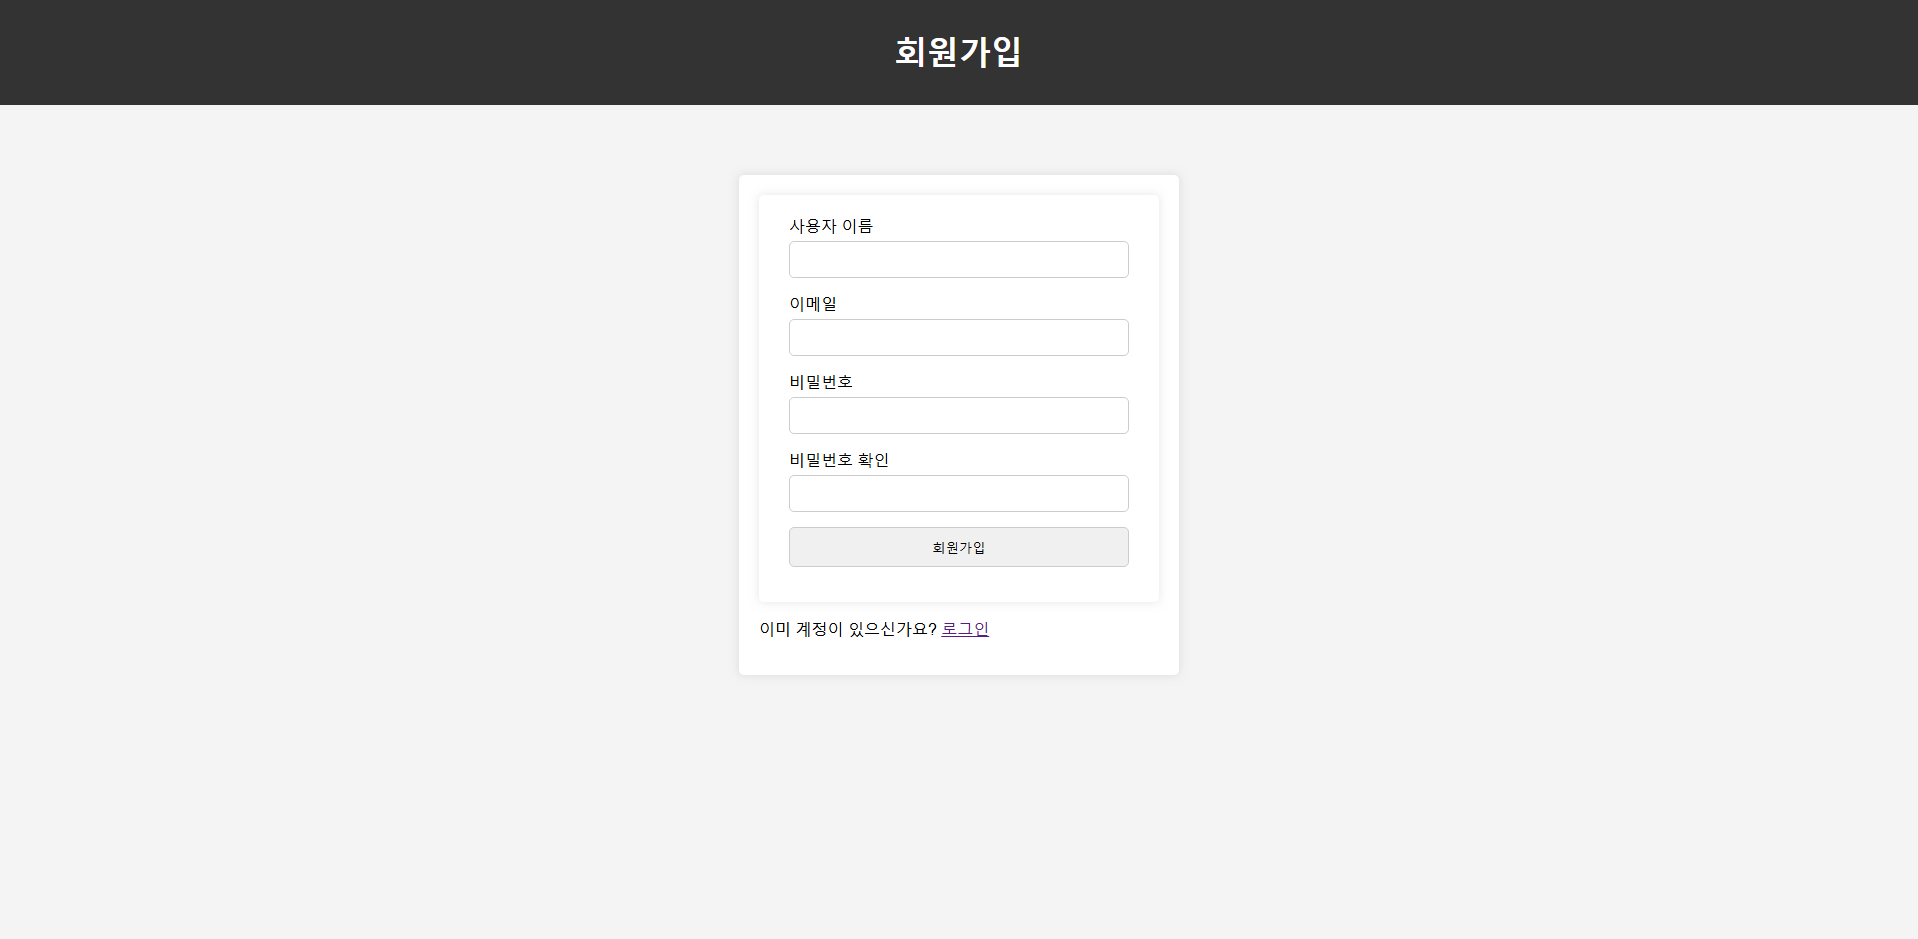 회원가입
사용자 이름
이메일
비밀번호
비밀번호 확인
회원가입
이미 계정이 있으신가요? 로그인